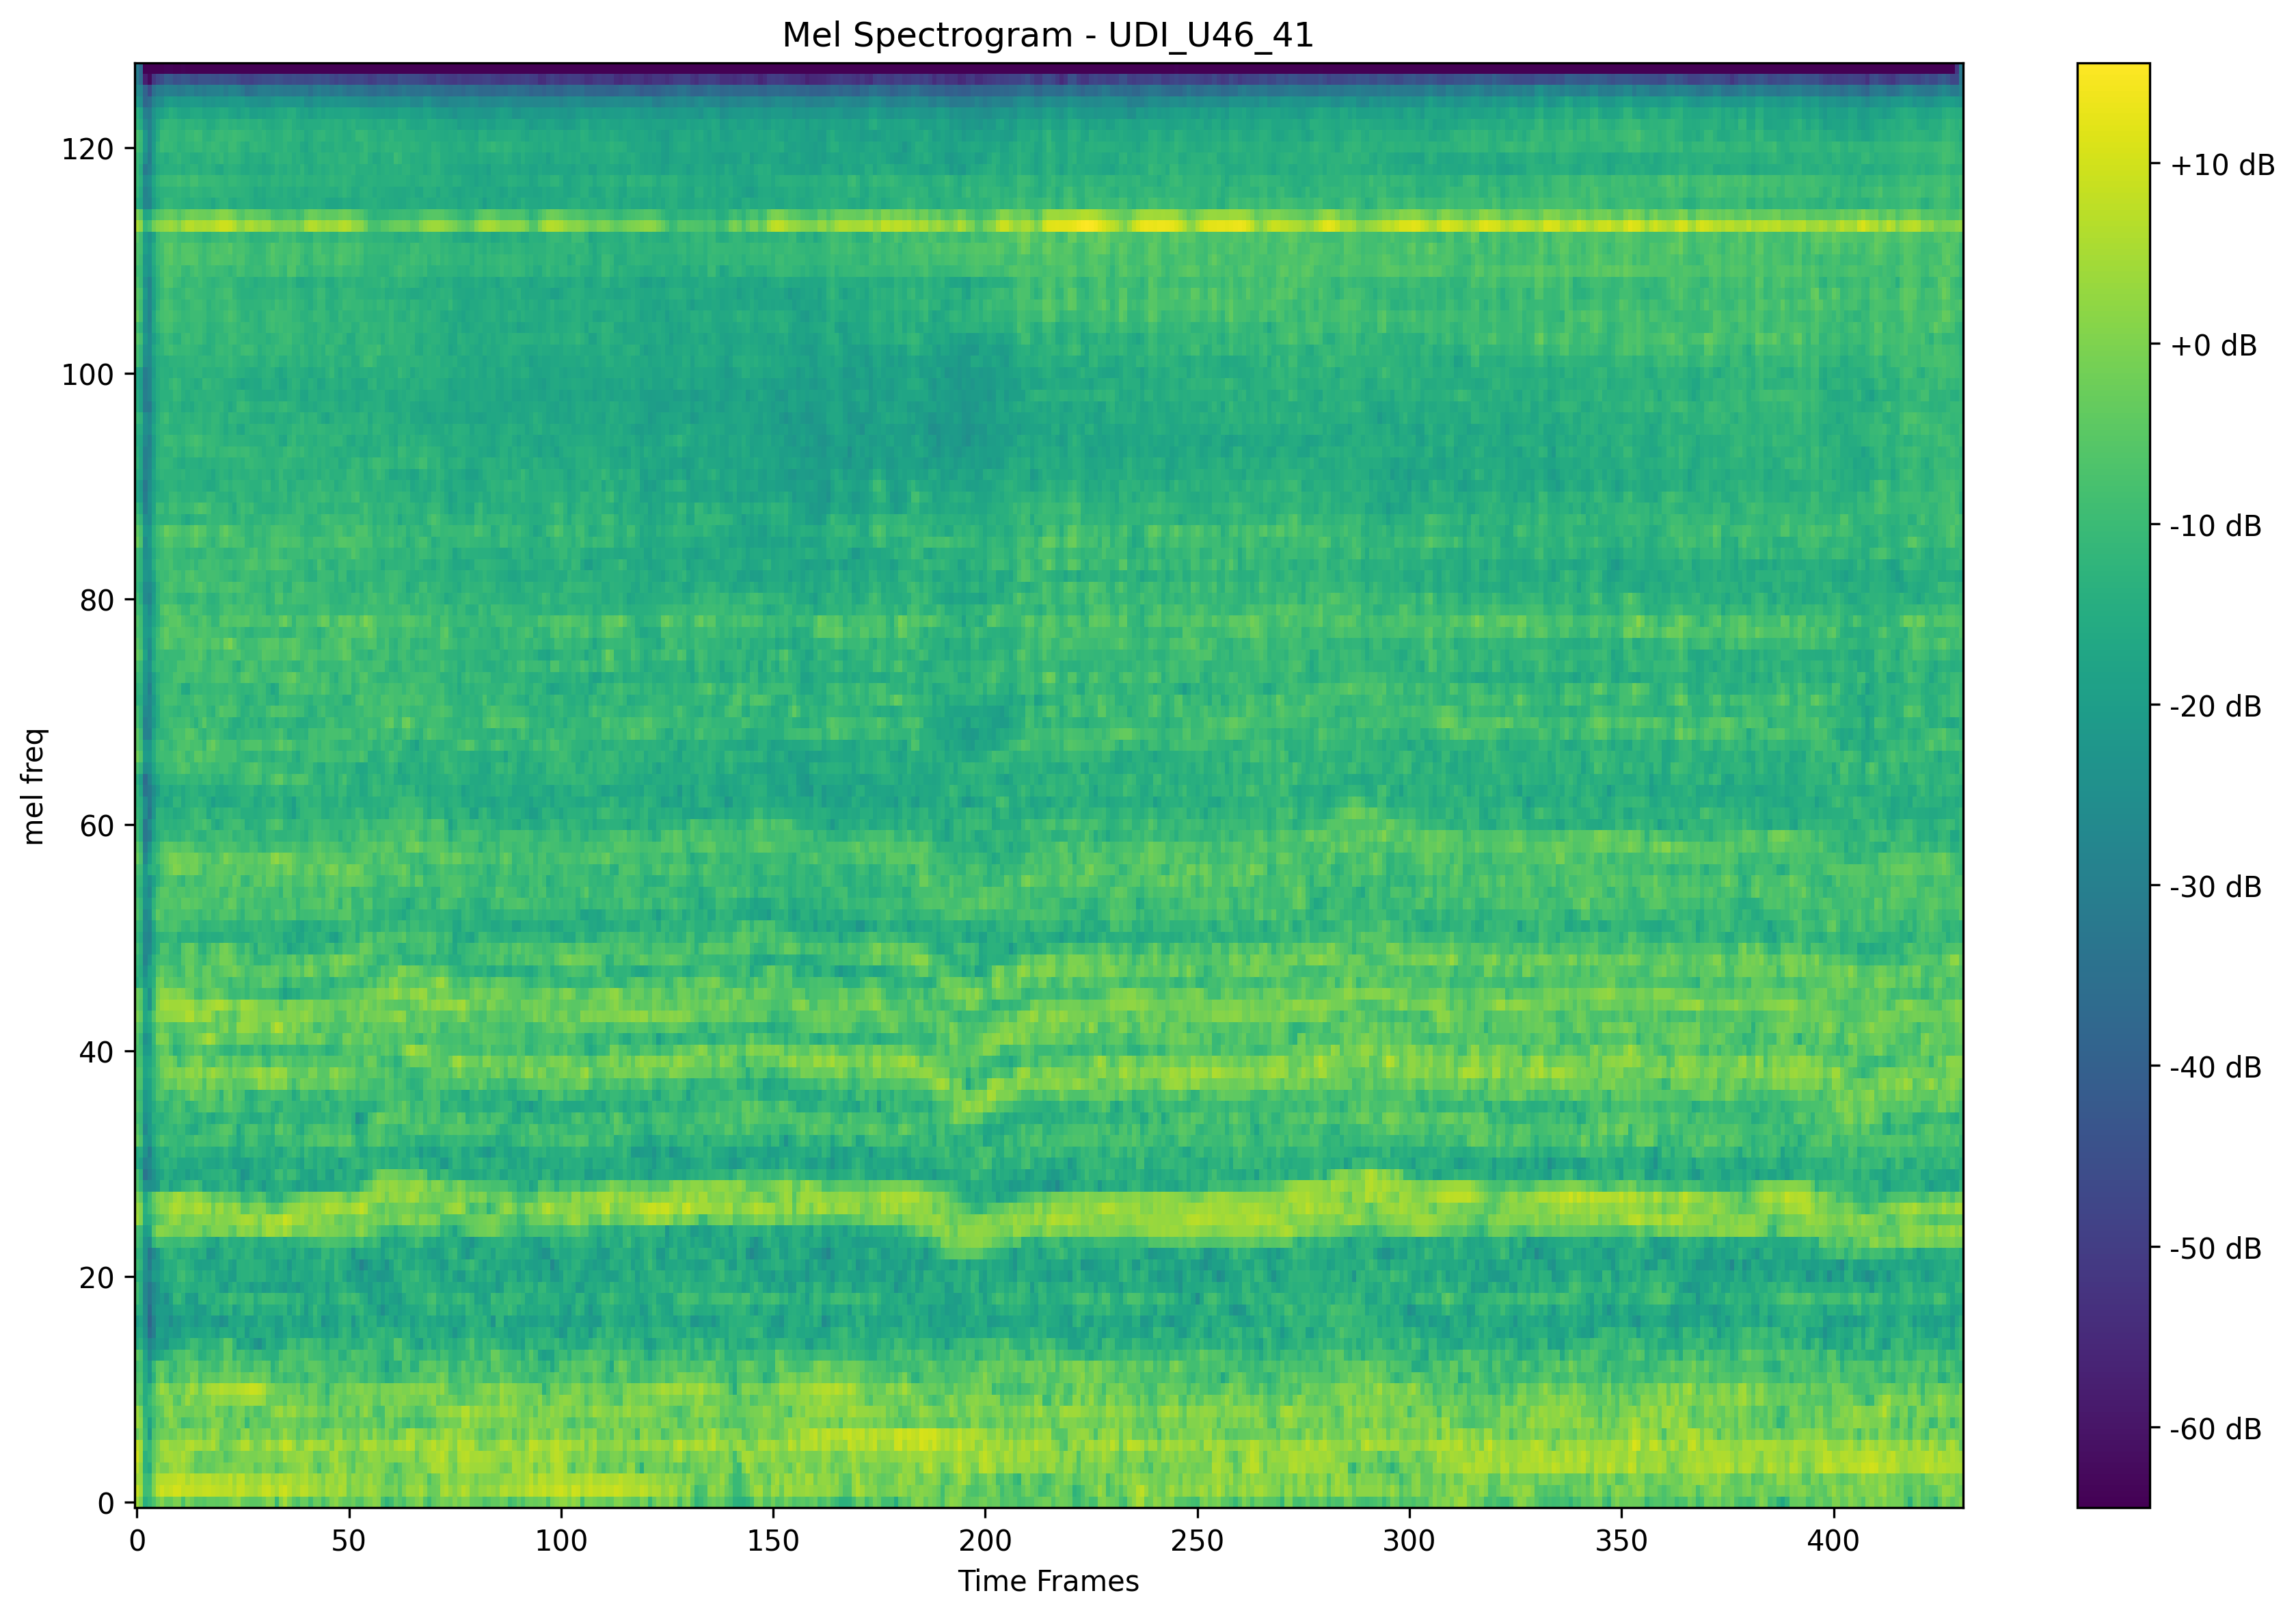 Mel Spectrogram - UDI_U46_41
120
100
80
60
40
20
0
mel freq
0 50 100 150 200 250 300 350 400
Time Frames
+10 dB
+0 dB
-10 dB
-20 dB
-30 dB
-40 dB
-50 dB
-60 dB